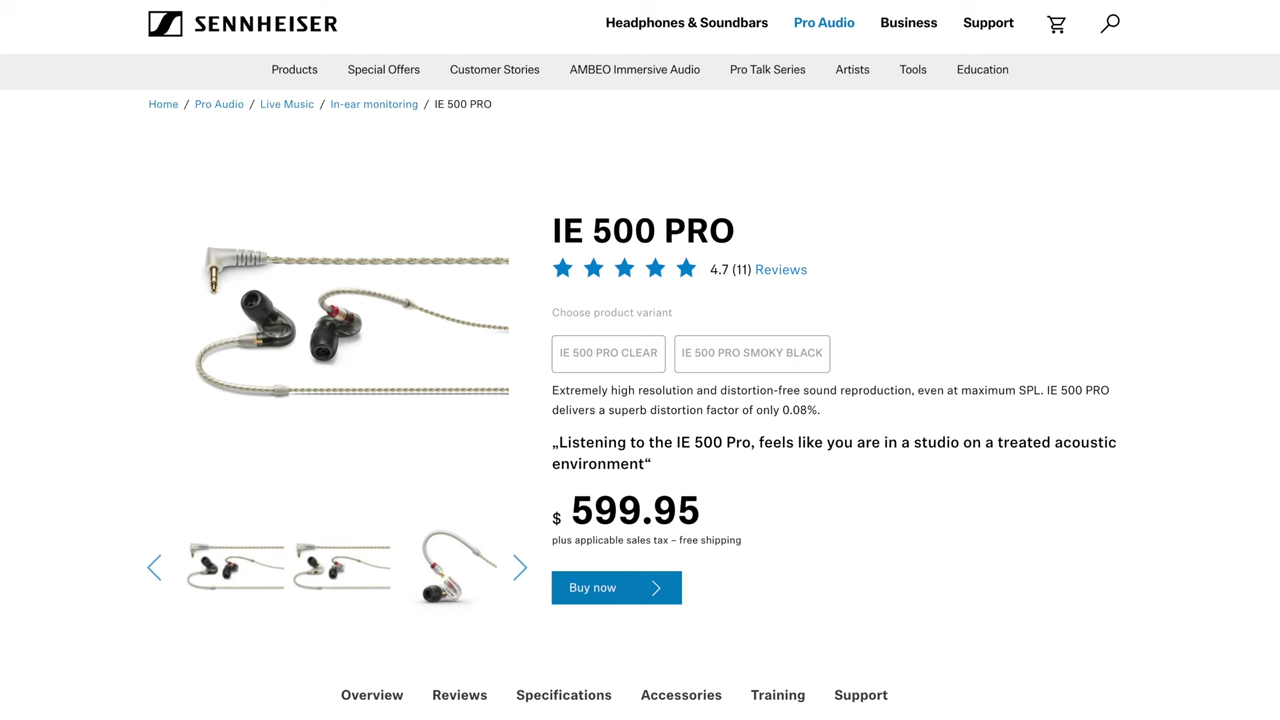 SENNHEISER
Headphones & Soundbars Pro Audio Business Support
Products Special Offers Customer Stories AMBEO Immersive Audio Pro Talk Series Artists Tools Education
Home / Pro Audio / Live Music / In-ear monitoring / IE 500 PRO
IE 500 PRO
4.7 (11) Reviews
Choose product variant
IE 500 PRO CLEAR IE 500 PRO SMOKY BLACK
Extremely high resolution and distortion-free sound reproduction, even at maximum SPL. IE 500 PRO
delivers a superb distortion factor of only 0.08%.
„Listening to the IE 500 Pro, feels like you are in a studio on a treated acoustic
environment“
$ 599.95
plus applicable sales tax – free shipping
Buy now
Overview Reviews Specifications Accessories Training Support